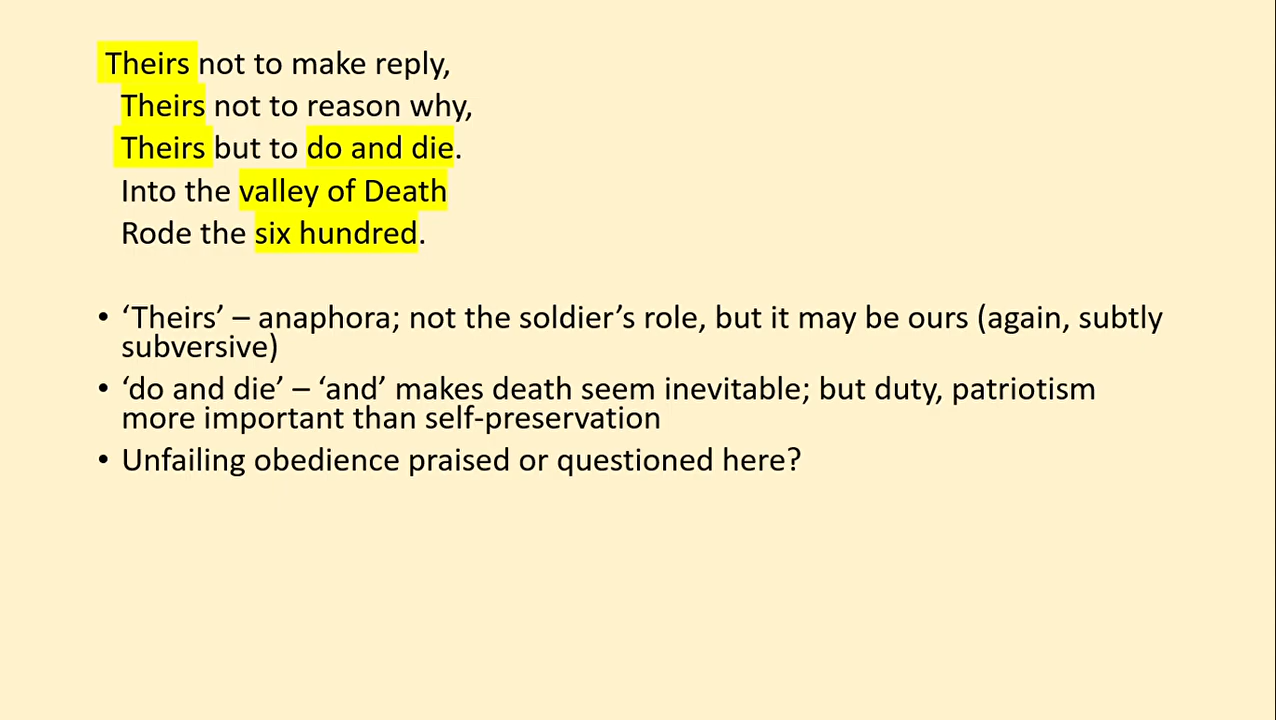 Theirs not to make reply,
Theirs not to reason why,
Theirs but to do and die.
Into the valley of Death
Rode the six hundred.
• ‘Theirs’ – anaphora; not the soldier’s role, but it may be ours (again, subtly
subversive)
• ‘do and die’ – ‘and’ makes death seem inevitable; but duty, patriotism
more important than self-preservation
• Unfailing obedience praised or questioned here?